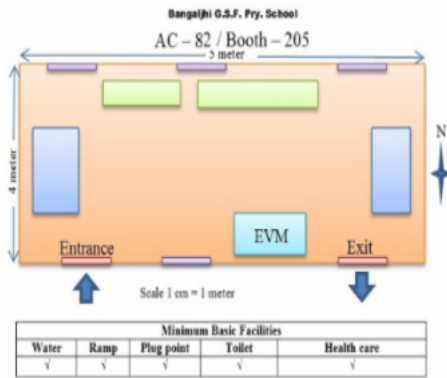 Bangaljhi G.S.F. Pry. School
AC – 82 / Booth – 205
5 meter
4 meter
N
EVM
Entrance
Exit
Scale 1 cm = 1 meter
Minimum Basic Facilities
Water Ramp Plug point Toilet Health care
√ √ √ √ √